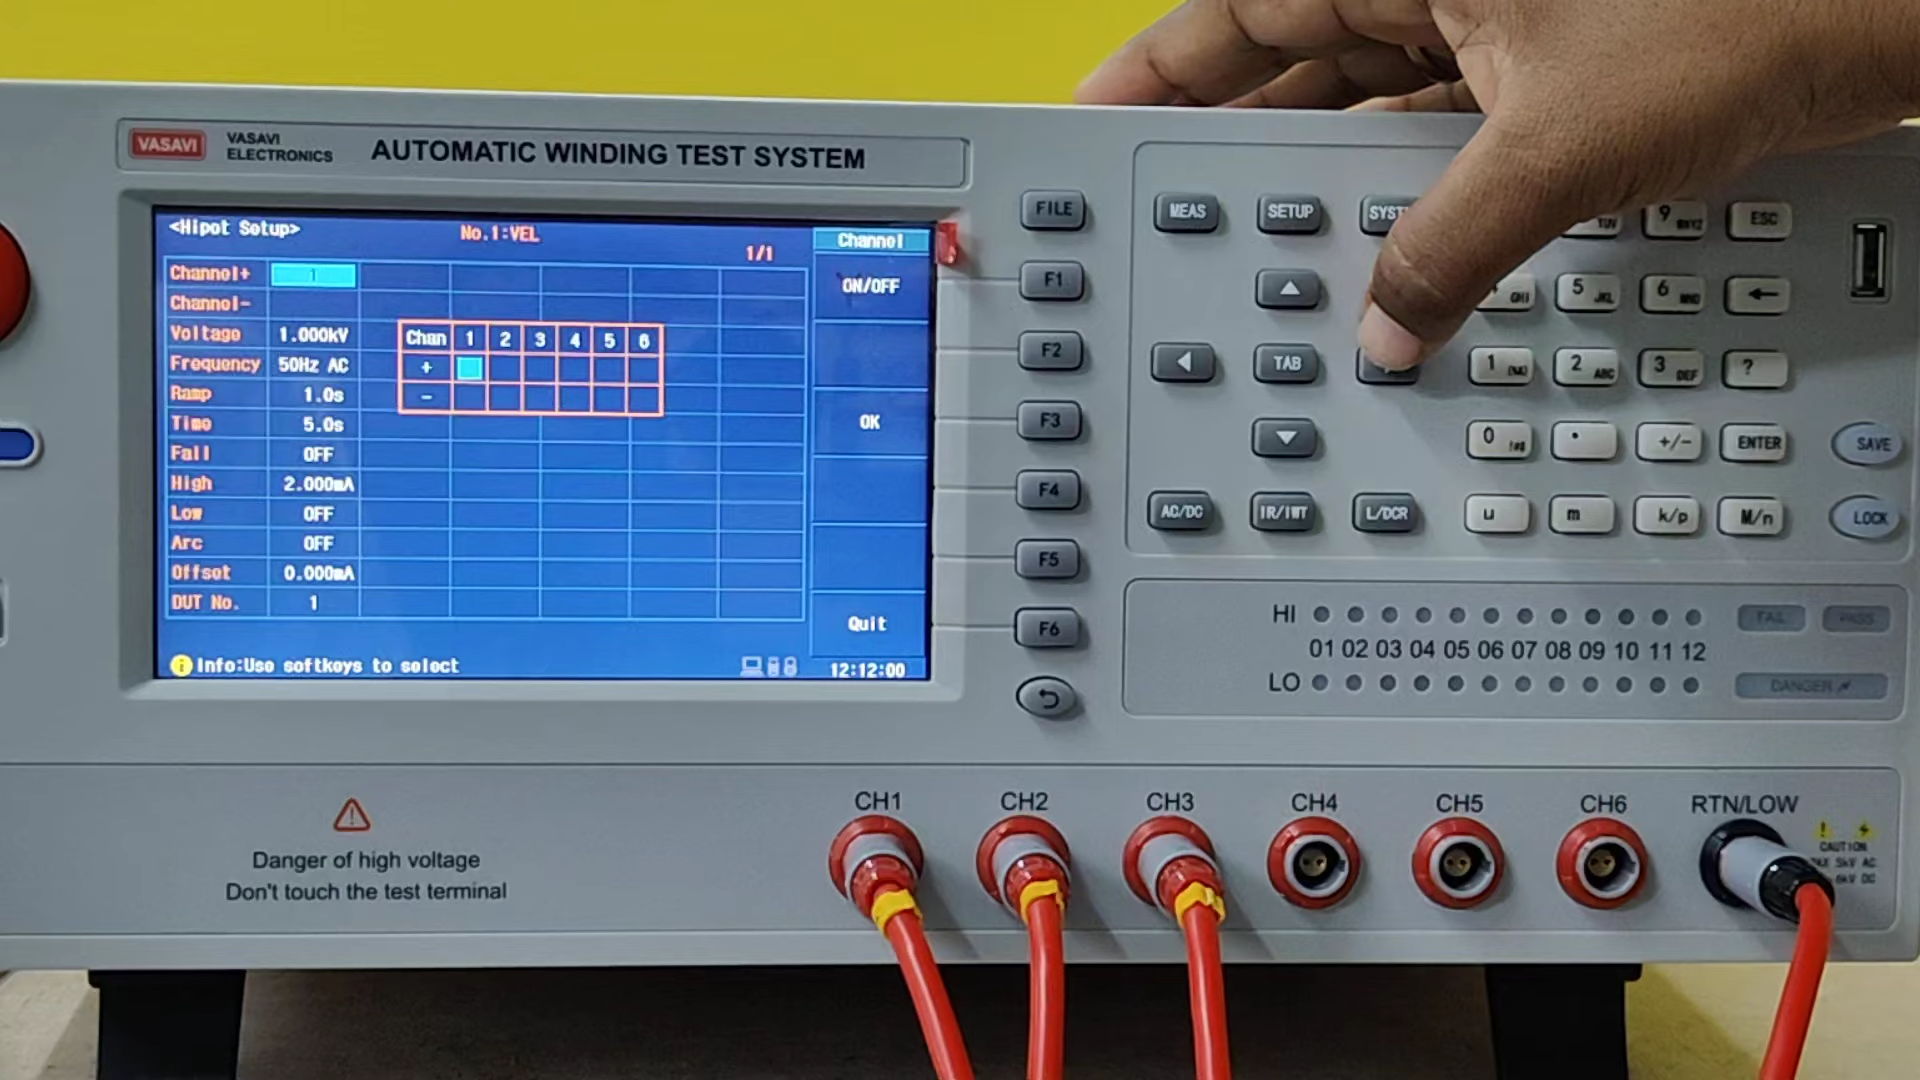 VASAVI
VASAVI
ELECTRONICS
AUTOMATIC WINDING TEST SYSTEM
<Hipot Setup>
No.1:VEL
1/1
Channel
Channel+ 1
Channel-
Voltage 1.000kV
Frequency 50Hz AC
Ramp 1.0s
Time 5.0s
Fall OFF
High 2.000mA
Low OFF
Arc OFF
Offset 0.000mA
DUT No. 1
Chan 1 2 3 4 5 6
+
-
ON/OFF
OK
Quit
Info:Use softkeys to select
12:12:00
FILE
F1
F2
F3
F4
F5
F6
MEAS SETUP SYST
TUV
9 WXYZ
ESC
GHI
5 JKL
6 MNO
TAB
1
2 ABC
3 DEF
?
0
.
+/-
ENTER
SAVE
AC/DC IR/IWT L/DCR
u m k/p M/n
LOCK
HI
FAIL PASS
01 02 03 04 05 06 07 08 09 10 11 12
LO
DANGER
Danger of high voltage
Don't touch the test terminal
CH1 CH2 CH3 CH4 CH5 CH6 RTN/LOW
CAUTION
5kV AC
6kV DC